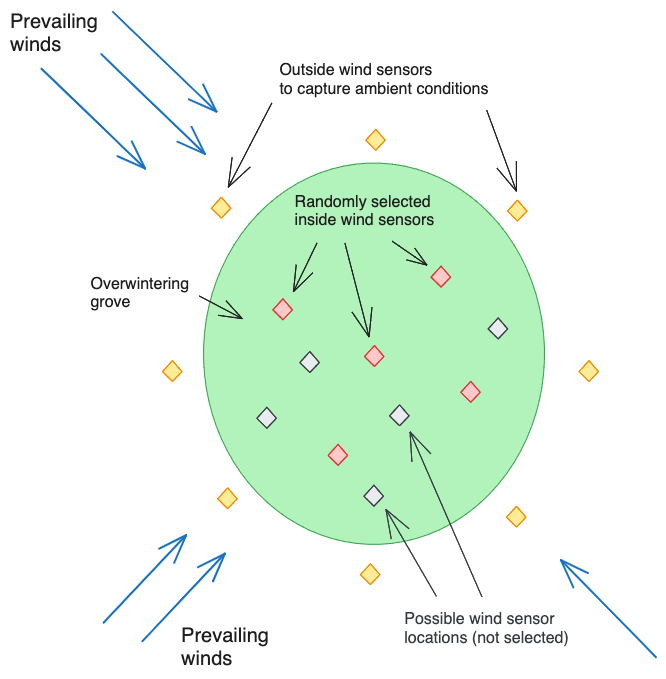 Prevailing
winds
Outside wind sensors
to capture ambient conditions
Randomly selected
inside wind sensors
Overwintering
grove
Possible wind sensor
locations (not selected)
Prevailing
winds